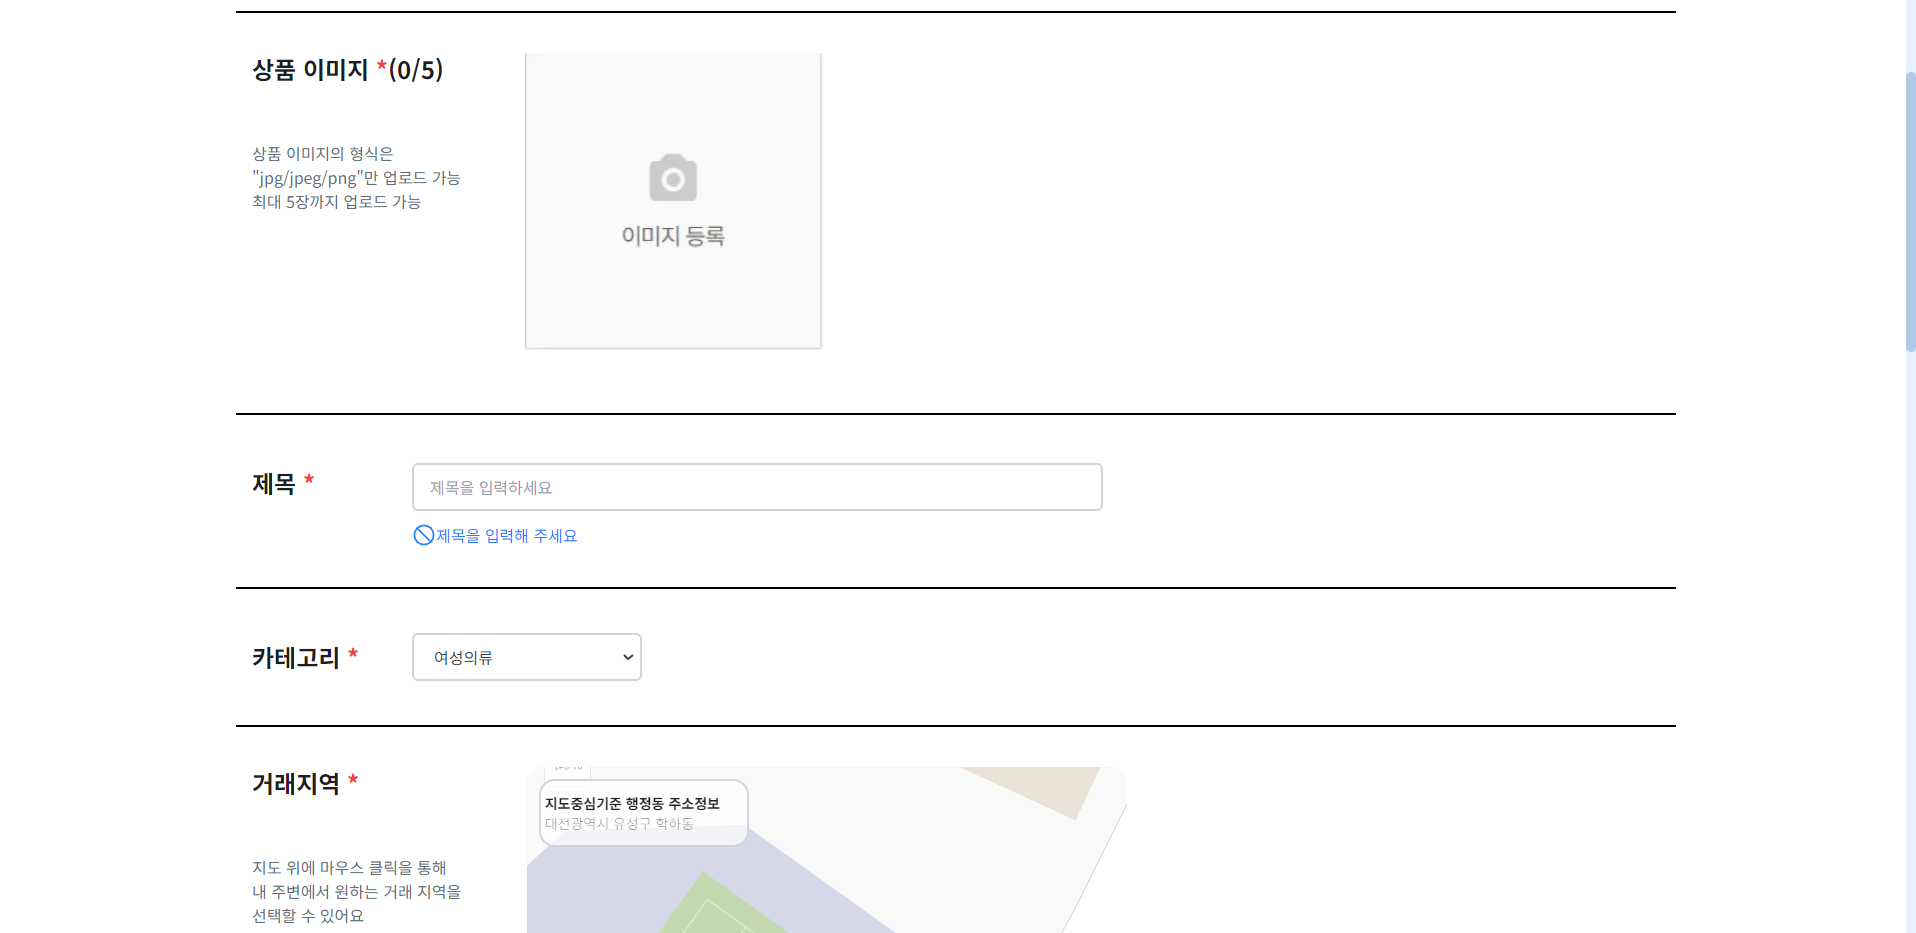 상품 이미지 *(0/5)
상품 이미지의 형식은
"jpg/jpeg/png"만 업로드 가능
최대 5장까지 업로드 가능
이미지 등록
제목 *
제목을 입력하세요
제목을 입력해 주세요
카테고리 *
여성의류
거래지역 *
지도중심기준 행정동 주소정보
대전광역시 유성구 학하동
지도 위에 마우스 클릭을 통해
내 주변에서 원하는 거래 지역을
선택할 수 있어요